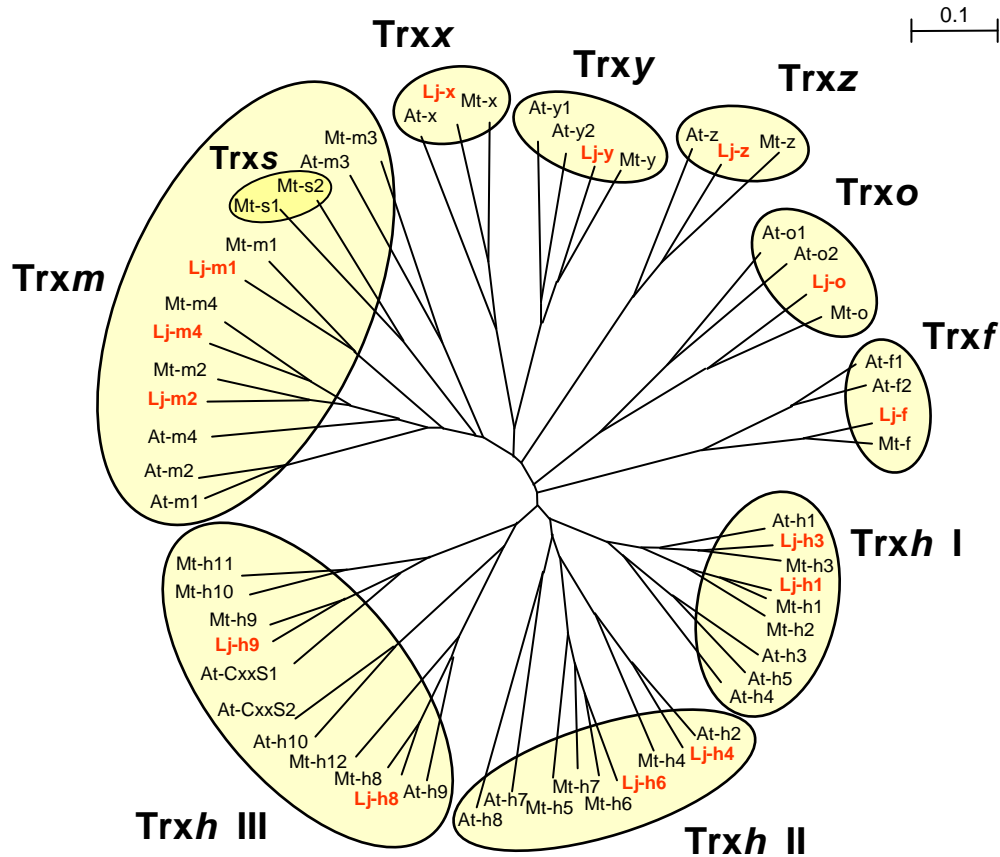 0.1
Trxx
Lj-x
Mt-x
At-x
Trxy
At-y1
At-y2
Lj-y
Mt-y
Trxz
At-z
Lj-z
Mt-z
Trxo
At-o1
At-o2
Lj-o
Mt-o
Trxf
At-f1
At-f2
Lj-f
Mt-f
Trxh I
At-h1
Lj-h3
Mt-h3
Lj-h1
Mt-h1
Mt-h2
At-h3
At-h5
At-h4
Trxh II
At-h2
Lj-h4
Mt-h4
Lj-h6
Mt-h6
Mt-h7
Mt-h5
At-h7
At-h8
Trxh III
At-h9
Lj-h8
Mt-h8
Mt-h12
At-h10
At-CxxS2
At-CxxS1
Lj-h9
Mt-h9
Mt-h10
Mt-h11
Trxm
At-m1
At-m2
At-m4
Lj-m2
Mt-m2
Lj-m4
Mt-m4
Lj-m1
Mt-m1
Trxs
Mt-s1
Mt-s2
At-m3
Mt-m3